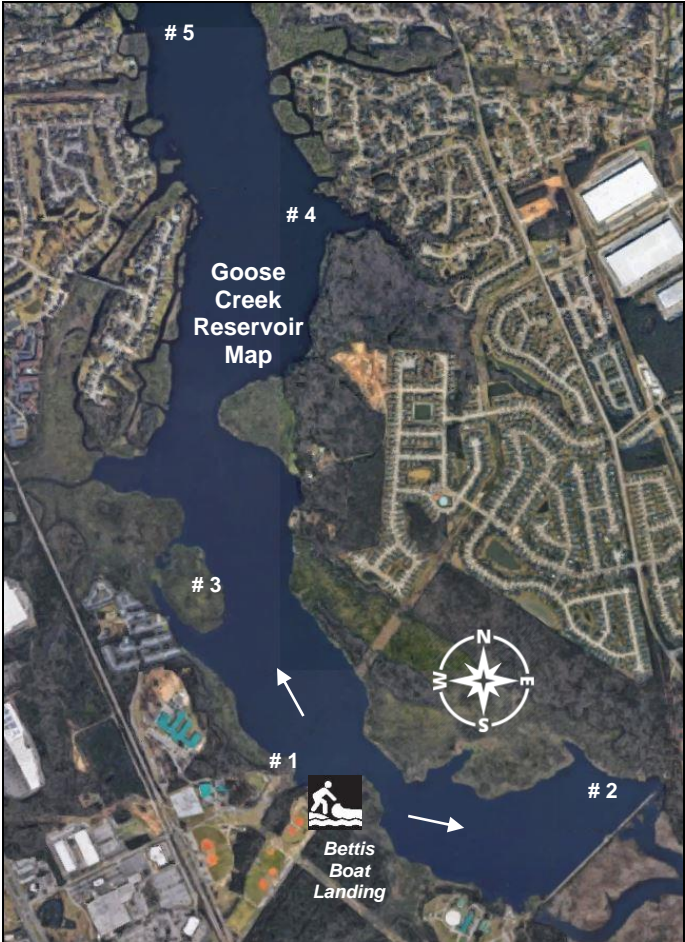 # 5
# 4
Goose
Creek
Reservoir
Map
# 3
N
W E
S
# 1
# 2
Bettis
Boat
Landing